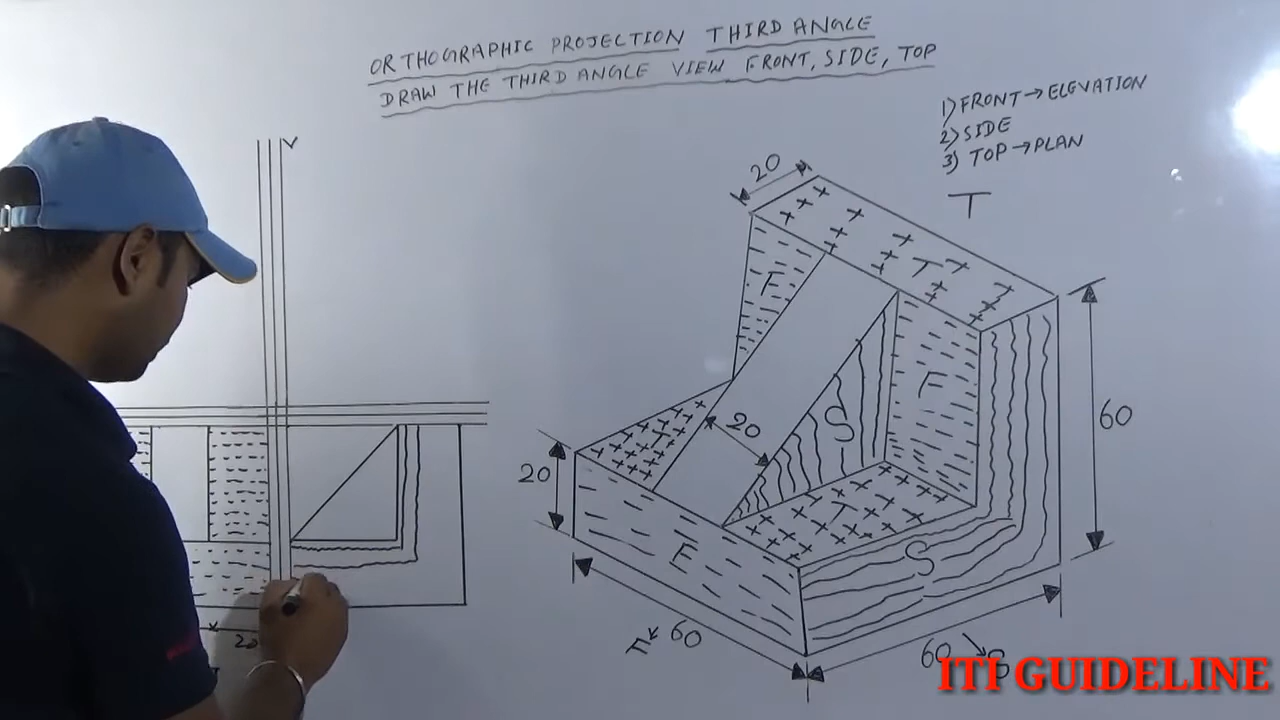 ORTHOGRAPHIC PROJECTION THIRD ANGLE
DRAW THE THIRD ANGLE VIEW FRONT, SIDE, TOP
1) FRONT → ELEVATION
2) SIDE
3) TOP → PLAN
T
20
T
F
F
S
20
T
T
20
60
F
S
60
F
60
S
20
ITI GUIDELINE